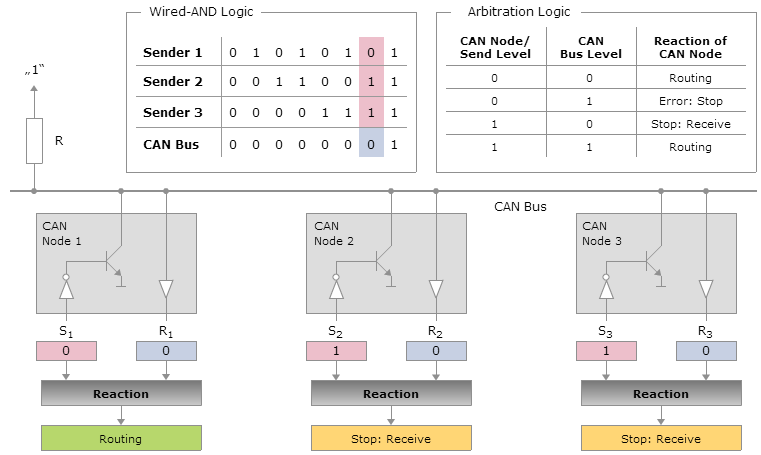 Wired-AND Logic
Sender 1 0 1 0 1 0 1 0 1
Sender 2 0 0 1 1 0 0 1 1
Sender 3 0 0 0 0 1 1 1 1
CAN Bus 0 0 0 0 0 0 0 1
Arbitration Logic
CAN Node/ CAN Reaction of
Send Level Bus Level CAN Node
0 0 Routing
0 1 Error: Stop
1 0 Stop: Receive
1 1 Routing
„1“
R
CAN Bus
CAN
Node 1
CAN
Node 2
CAN
Node 3
S1 R1 S2 R2 S3 R3
0 0 1 0 1 0
Reaction Reaction Reaction
Routing Stop: Receive Stop: Receive